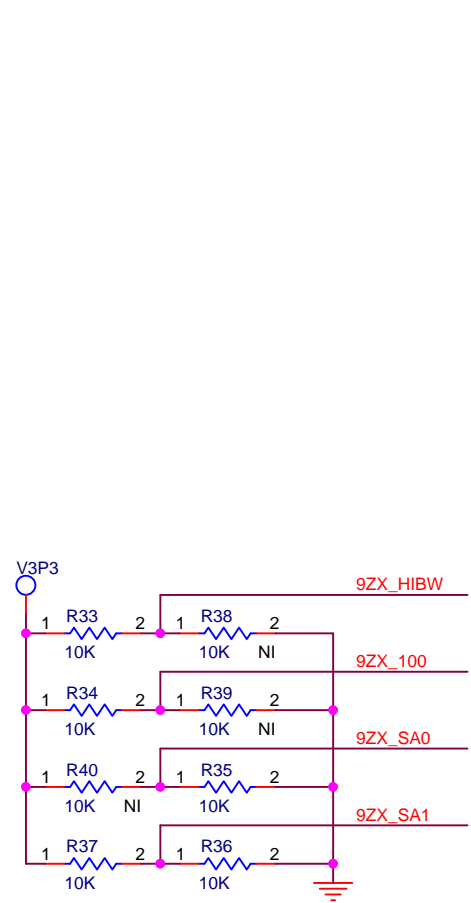 V3P3
9ZX_HIBW
1 R33 2 1 R38 2
10K 10K NI
9ZX_100
1 R34 2 1 R39 2
10K 10K NI
9ZX_SA0
1 R40 2 1 R35 2
10K NI 10K
9ZX_SA1
1 R37 2 1 R36 2
10K 10K